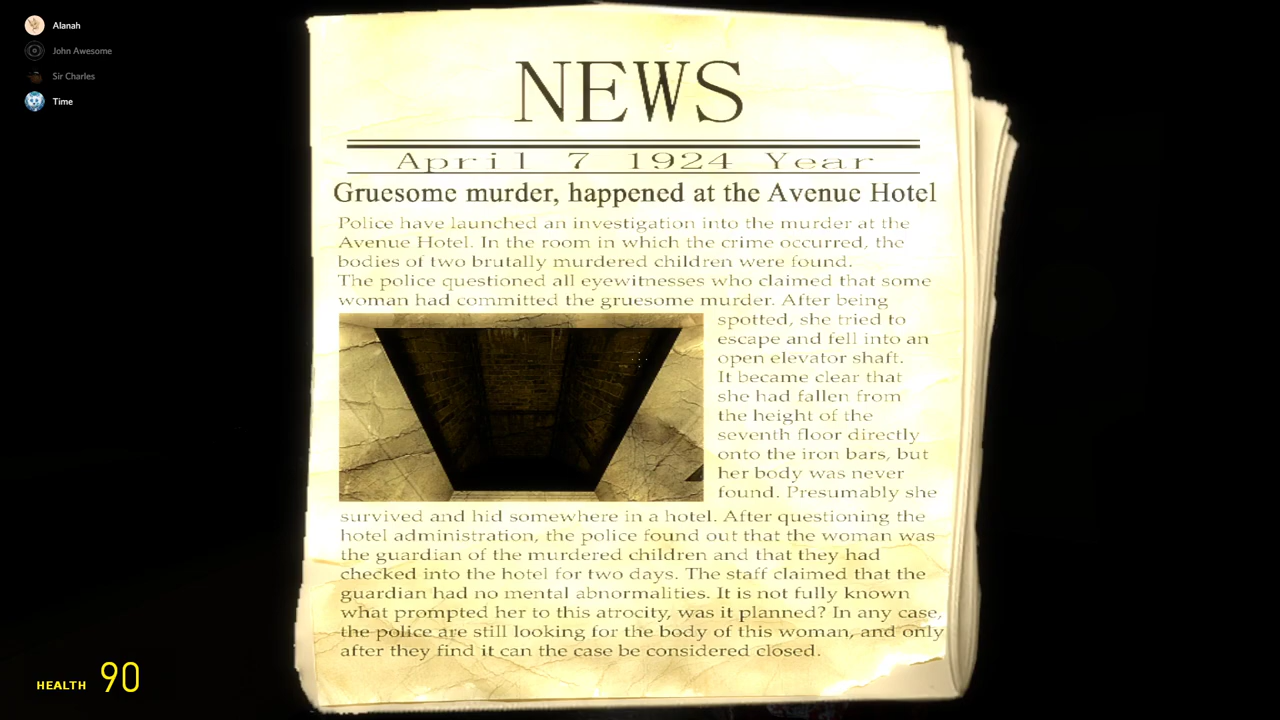 Alanah
John Awesome
Sir Charles
Time
NEWS
April 7 1924 Year
Gruesome murder, happened at the Avenue Hotel
Police have launched an investigation into the murder at the
Avenue Hotel. In the room in which the crime occurred, the
bodies of two brutally murdered children were found.
The police questioned all eyewitnesses who claimed that some
woman had committed the gruesome murder. After being
spotted, she tried to
escape and fell into an
open elevator shaft.
It became clear that
she had fallen from
the height of the
seventh floor directly
onto the iron bars, but
her body was never
found. Presumably she
survived and hid somewhere in a hotel. After questioning the
hotel administration, the police found out that the woman was
the guardian of the murdered children and that they had
checked into the hotel for two days. The staff claimed that the
guardian had no mental abnormalities. It is not fully known
what prompted her to this atrocity, was it planned? In any case,
the police are still looking for the body of this woman, and only
after they find it can the case be considered closed.
HEALTH 90